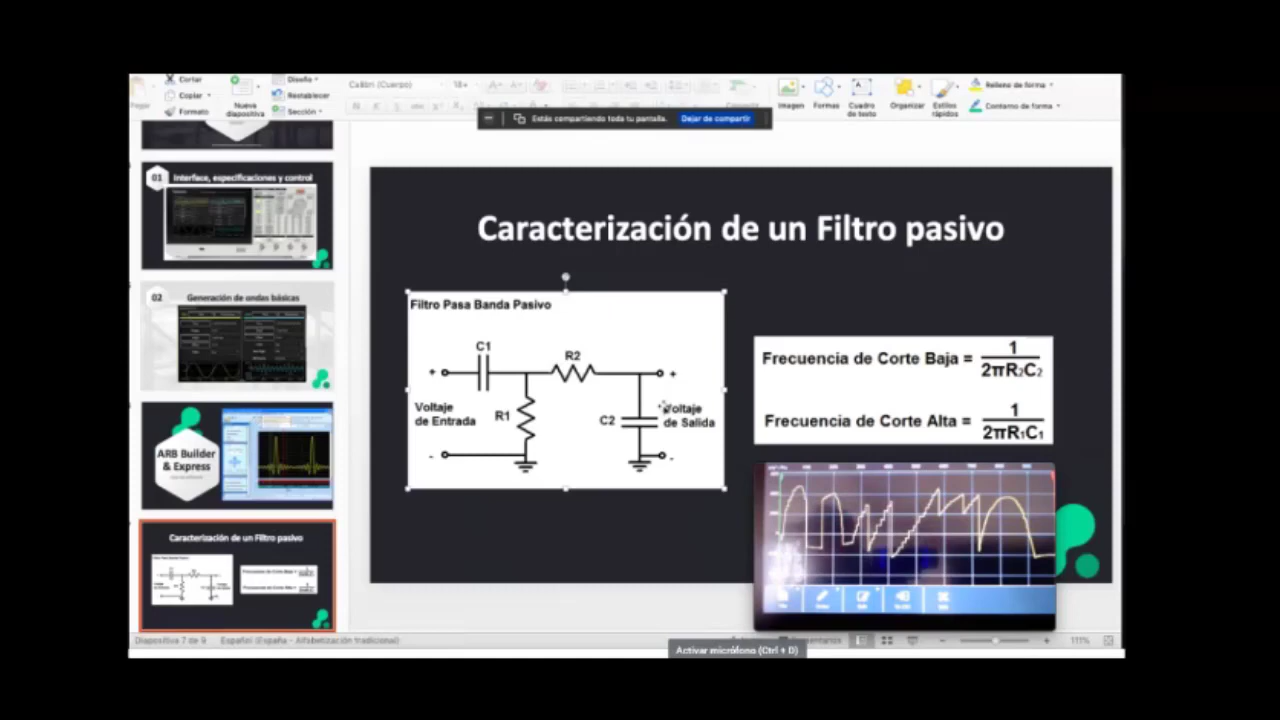 Cortar
Copiar
Formato
Nueva
diapositiva
Diseño
Restablecer
Sección
Calibri (Cuerpo)
18
Imagen
Formas
Cuadro
de texto
Organizar
Estilos
rápidos
Relleno de forma
Contorno de forma
Estás compartiendo toda tu pantalla.
Dejar de compartir
01
Interface, especificaciones y control
02
Generación de ondas básicas
ARB Builder
& Express
Caracterización de un Filtro pasivo
Caracterización de un Filtro pasivo
Filtro Pasa Banda Pasivo
C1
R2
+
+
Voltaje
de Entrada
R1
C2
Voltaje
de Salida
-
-
Frecuencia de Corte Baja = 1
2πR2C2
Frecuencia de Corte Alta = 1
2πR1C1
Diapositiva 7 de 9
Español (España - Alfabetización tradicional)
111%
Activar micrófono (Ctrl + D)